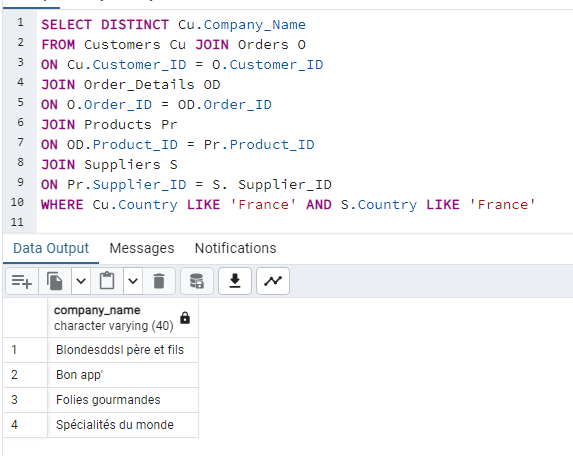 1 SELECT DISTINCT Cu.Company_Name
2 FROM Customers Cu JOIN Orders O
3 ON Cu.Customer_ID = O.Customer_ID
4 JOIN Order_Details OD
5 ON O.Order_ID = OD.Order_ID
6 JOIN Products Pr
7 ON OD.Product_ID = Pr.Product_ID
8 JOIN Suppliers S
9 ON Pr.Supplier_ID = S. Supplier_ID
10 WHERE Cu.Country LIKE 'France' AND S.Country LIKE 'France'
11
Data Output Messages Notifications
company_name
character varying (40)
1 Blondesddsl père et fils
2 Bon app'
3 Folies gourmandes
4 Spécialités du monde